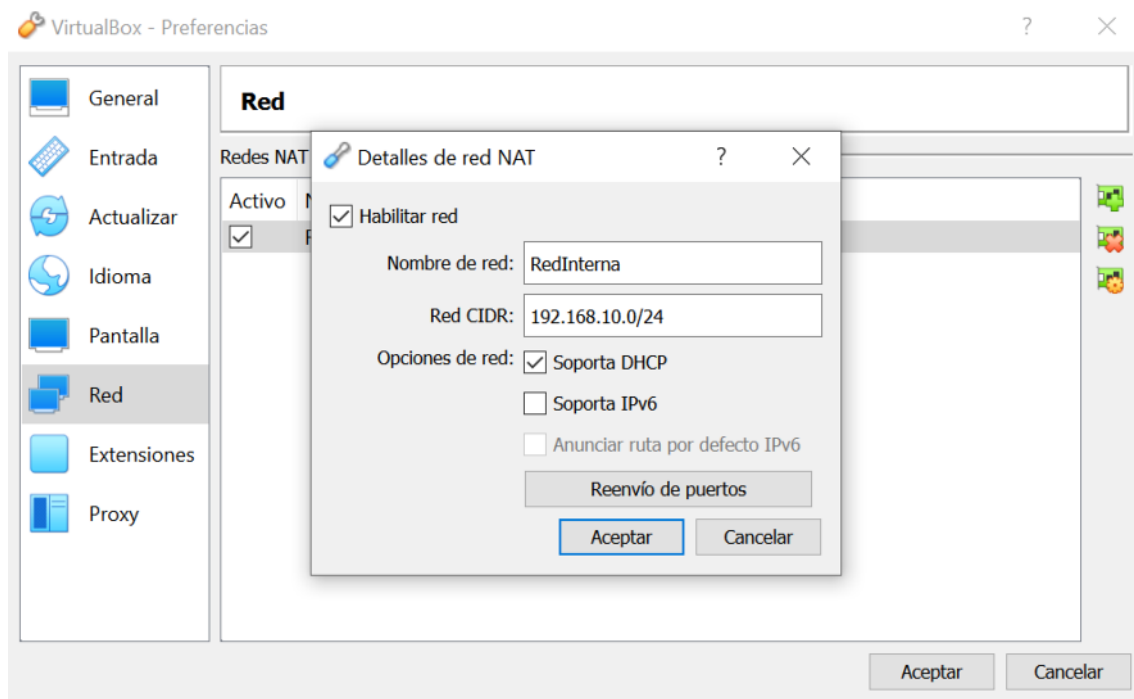 VirtualBox - Preferencias
?
General
Entrada
Actualizar
Idioma
Pantalla
Red
Extensiones
Proxy
Red
Redes NAT
Activo
Detalles de red NAT
?
Habilitar red
Nombre de red: RedInterna
Red CIDR: 192.168.10.0/24
Opciones de red: Soporta DHCP
Soporta IPv6
Anunciar ruta por defecto IPv6
Reenvío de puertos
Aceptar Cancelar
Aceptar Cancelar